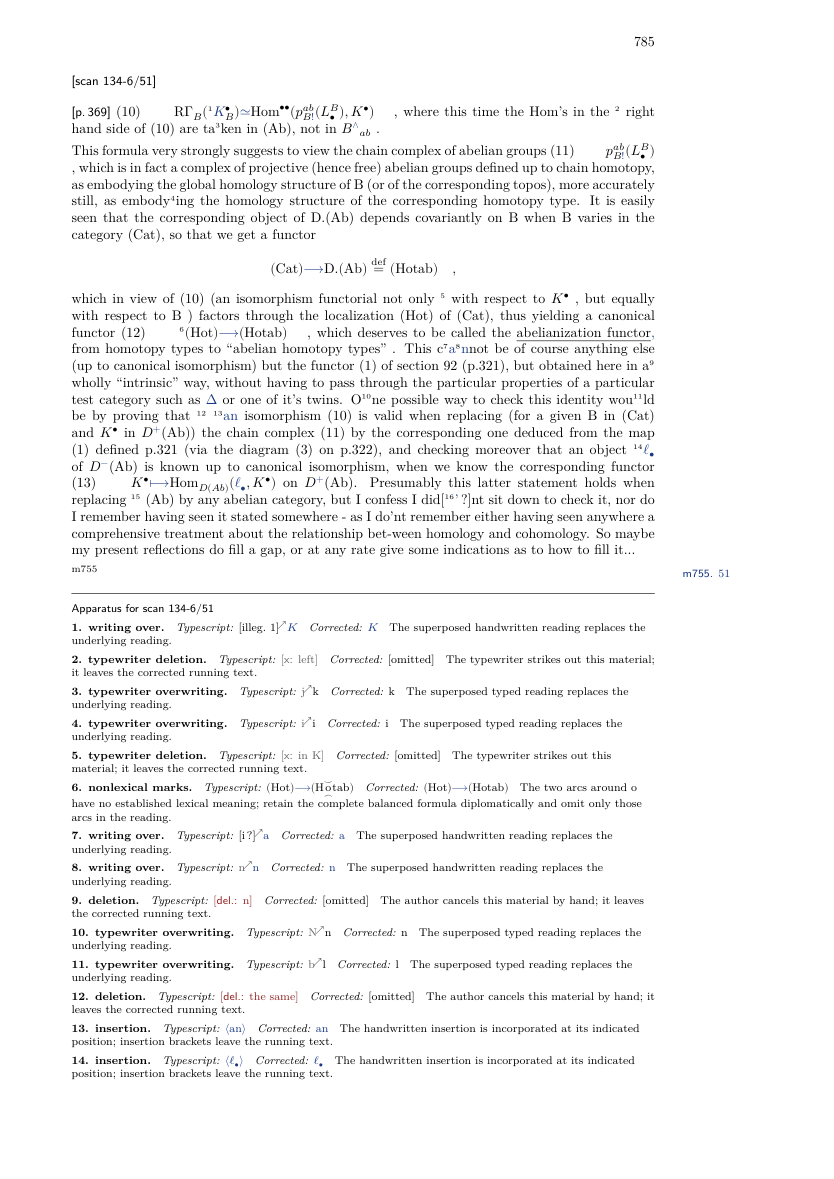 785
[scan 134-6/51]
[p. 369] (10) RΓ_B(¹K^•_B)≃Hom^••(p^{ab}_{B!}(L^B_•), K^•) , where this time the Hom's in the ² right
hand side of (10) are ta³ken in (Ab), not in B^∧_{ab} .
This formula very strongly suggests to view the chain complex of abelian groups (11) p^{ab}_{B!}(L^B_•)
, which is in fact a complex of projective (hence free) abelian groups defined up to chain homotopy,
as embodying the global homology structure of B (or of the corresponding topos), more accurately
still, as embody⁴ing the homology structure of the corresponding homotopy type. It is easily
seen that the corresponding object of D.(Ab) depends covariantly on B when B varies in the
category (Cat), so that we get a functor
(Cat)⟶D.(Ab) def= (Hotab) ,
which in view of (10) (an isomorphism functorial not only ⁵ with respect to K^• , but equally
with respect to B ) factors through the localization (Hot) of (Cat), thus yielding a canonical
functor (12) ⁶(Hot)⟶(Hotab) , which deserves to be called the abelianization functor,
from homotopy types to “abelian homotopy types” . This c⁷a⁸nnot be of course anything else
(up to canonical isomorphism) but the functor (1) of section 92 (p.321), but obtained here in a⁹
wholly “intrinsic” way, without having to pass through the particular properties of a particular
test category such as Δ or one of it's twins. O¹⁰ne possible way to check this identity wou¹¹ld
be by proving that ¹² ¹³an isomorphism (10) is valid when replacing (for a given B in (Cat)
and K^• in D⁺(Ab)) the chain complex (11) by the corresponding one deduced from the map
(1) defined p.321 (via the diagram (3) on p.322), and checking moreover that an object ¹⁴ℓ_•
of D⁻(Ab) is known up to canonical isomorphism, when we know the corresponding functor
(13) K^•⟼Hom_{D(Ab)}(ℓ_•, K^•) on D⁺(Ab). Presumably this latter statement holds when
replacing ¹⁵ (Ab) by any abelian category, but I confess I did[¹⁶' ?]nt sit down to check it, nor do
I remember having seen it stated somewhere - as I do'nt remember either having seen anywhere a
comprehensive treatment about the relationship bet-ween homology and cohomology. So maybe
my present reflections do fill a gap, or at any rate give some indications as to how to fill it...
m755
m755. 51
Apparatus for scan 134-6/51
1. writing over. Typescript: [illeg. 1]↗K Corrected: K The superposed handwritten reading replaces the
underlying reading.
2. typewriter deletion. Typescript: [x: left] Corrected: [omitted] The typewriter strikes out this material;
it leaves the corrected running text.
3. typewriter overwriting. Typescript: j↗k Corrected: k The superposed typed reading replaces the
underlying reading.
4. typewriter overwriting. Typescript: i↗i Corrected: i The superposed typed reading replaces the
underlying reading.
5. typewriter deletion. Typescript: [x: in K] Corrected: [omitted] The typewriter strikes out this
material; it leaves the corrected running text.
6. nonlexical marks. Typescript: (Hot)⟶(Hotab) Corrected: (Hot)⟶(Hotab) The two arcs around o
have no established lexical meaning; retain the complete balanced formula diplomatically and omit only those
arcs in the reading.
7. writing over. Typescript: [i ?]↗a Corrected: a The superposed handwritten reading replaces the
underlying reading.
8. writing over. Typescript: n↗n Corrected: n The superposed handwritten reading replaces the
underlying reading.
9. deletion. Typescript: [del.: n] Corrected: [omitted] The author cancels this material by hand; it leaves
the corrected running text.
10. typewriter overwriting. Typescript: N↗n Corrected: n The superposed typed reading replaces the
underlying reading.
11. typewriter overwriting. Typescript: b↗l Corrected: l The superposed typed reading replaces the
underlying reading.
12. deletion. Typescript: [del.: the same] Corrected: [omitted] The author cancels this material by hand; it
leaves the corrected running text.
13. insertion. Typescript: ⟨an⟩ Corrected: an The handwritten insertion is incorporated at its indicated
position; insertion brackets leave the running text.
14. insertion. Typescript: ⟨ℓ_•⟩ Corrected: ℓ_• The handwritten insertion is incorporated at its indicated
position; insertion brackets leave the running text.